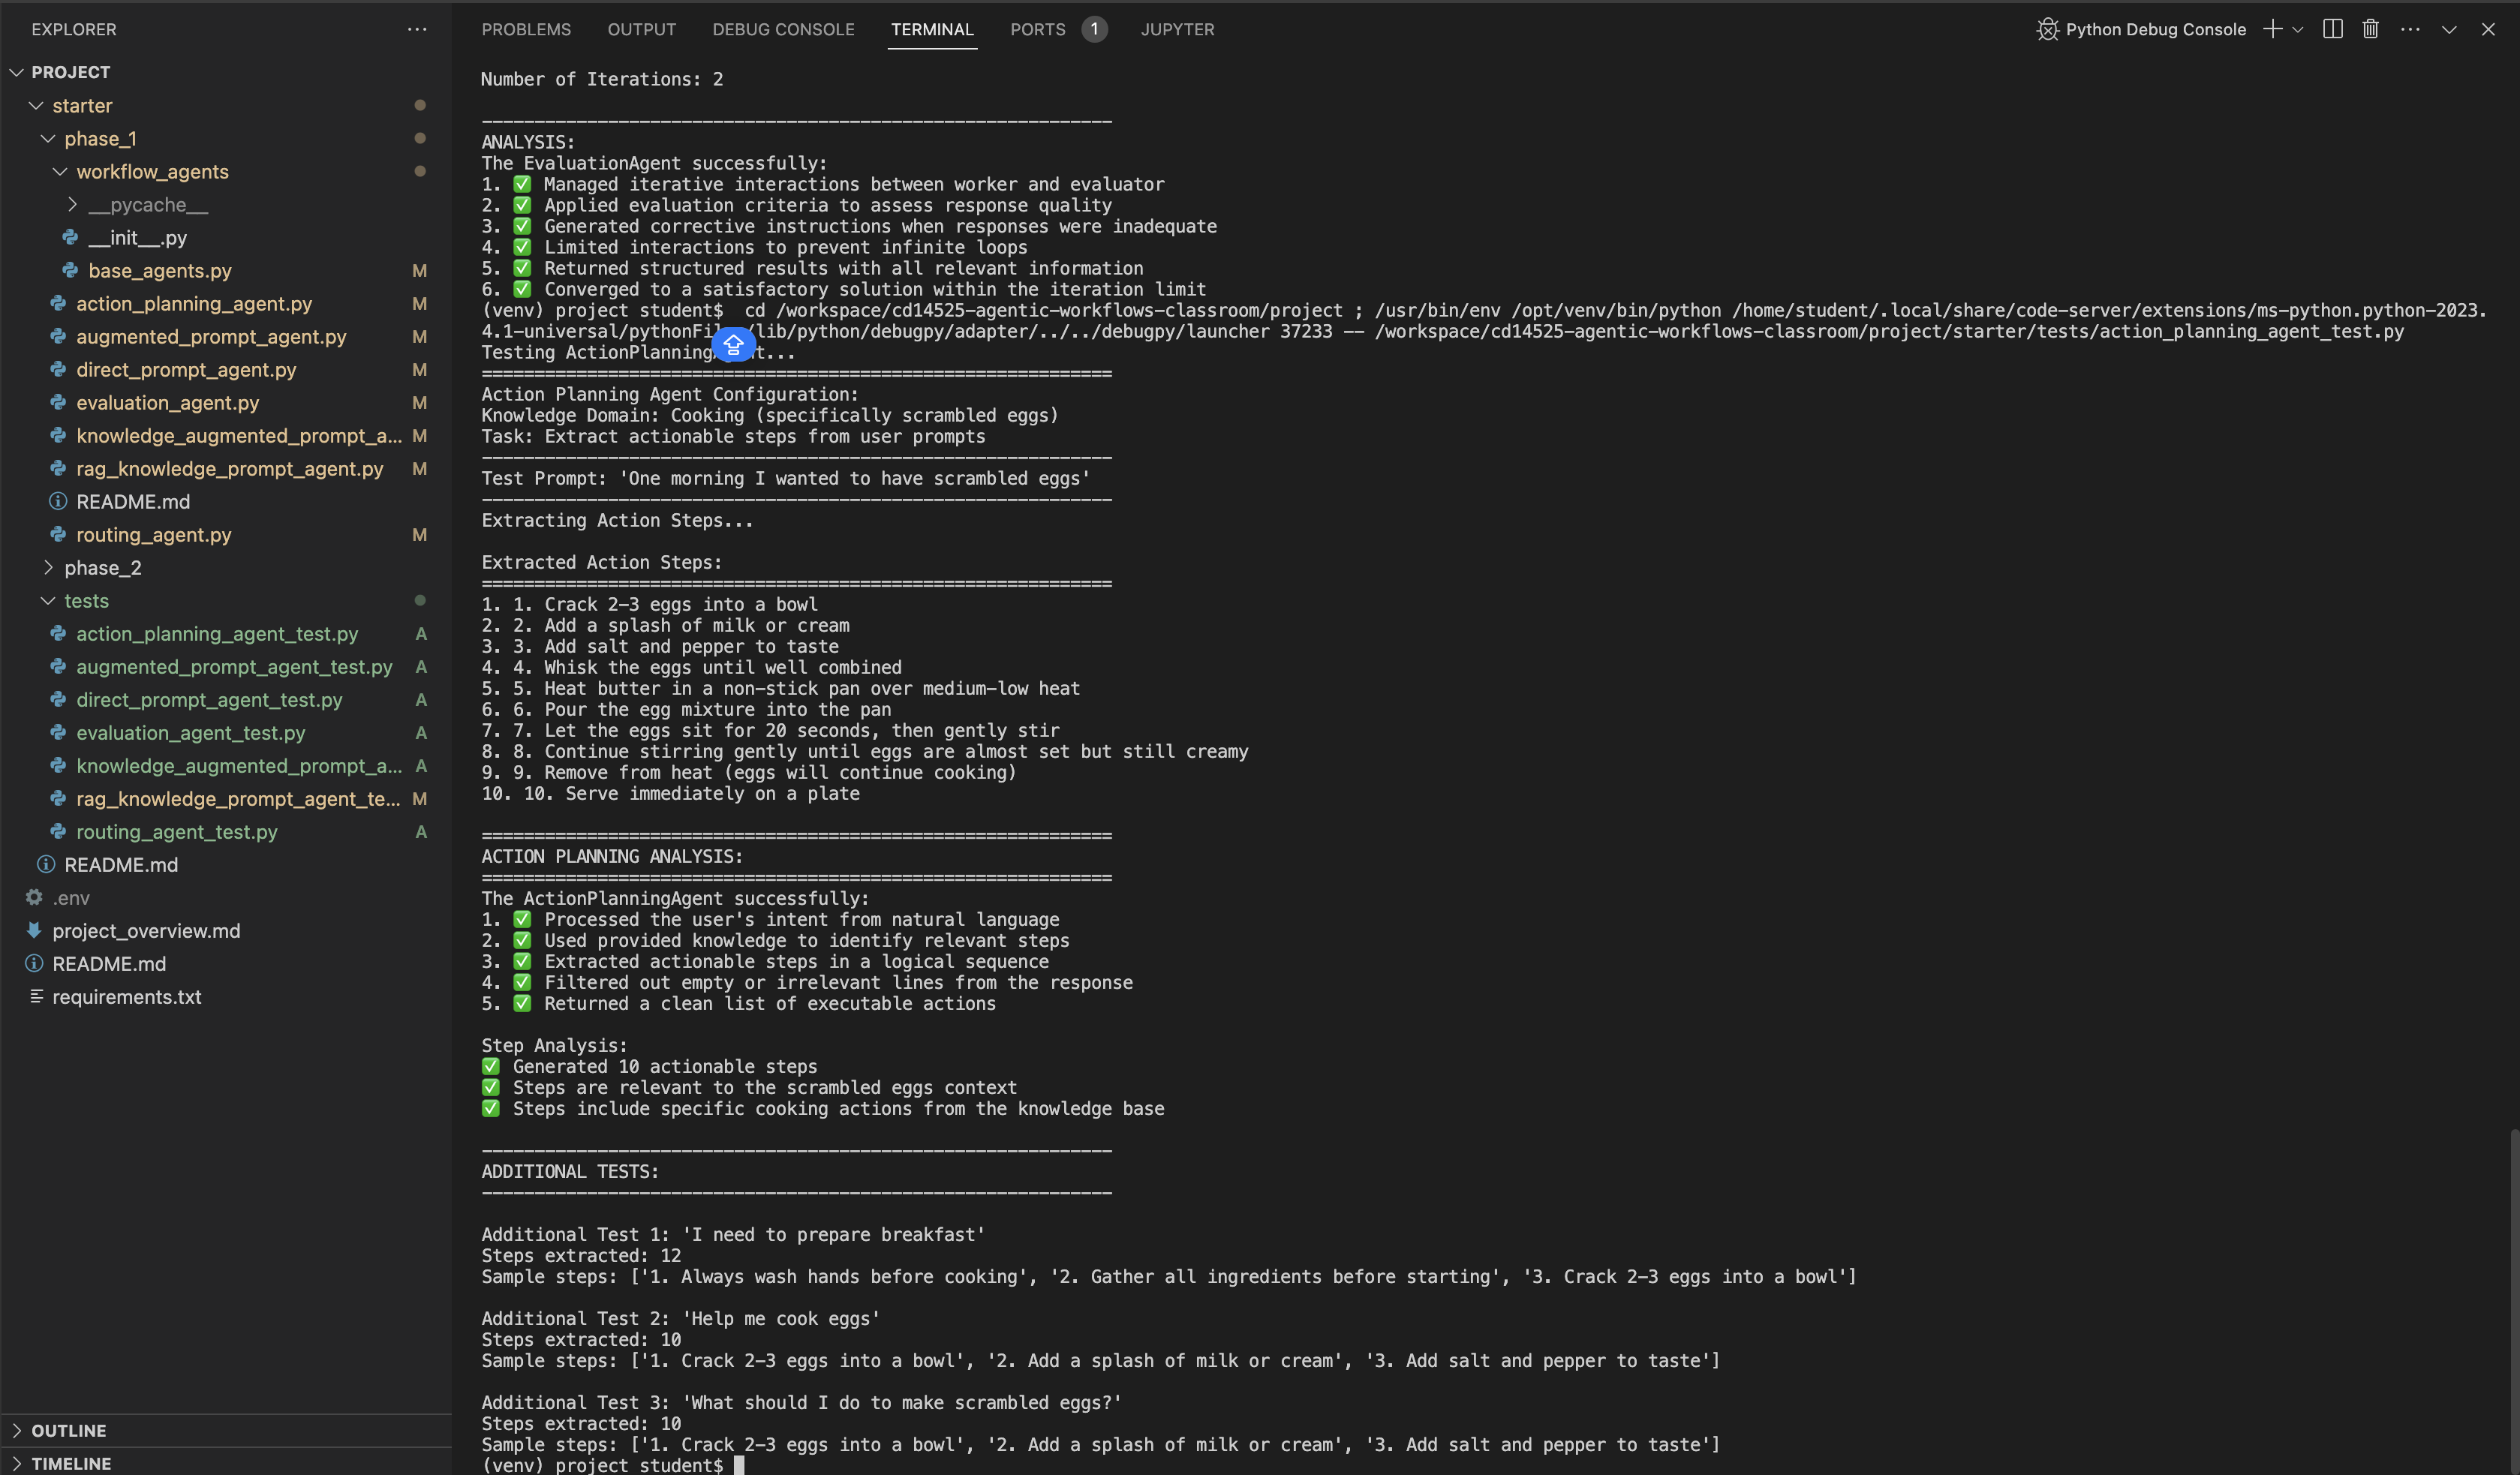 EXPLORER
PROJECT
starter
phase_1
workflow_agents
__pycache__
__init__.py
base_agents.py M
action_planning_agent.py M
augmented_prompt_agent.py M
direct_prompt_agent.py M
evaluation_agent.py M
knowledge_augmented_prompt_a... M
rag_knowledge_prompt_agent.py M
README.md
routing_agent.py M
phase_2
tests
action_planning_agent_test.py A
augmented_prompt_agent_test.py A
direct_prompt_agent_test.py A
evaluation_agent_test.py A
knowledge_augmented_prompt_a... A
rag_knowledge_prompt_agent_te... M
routing_agent_test.py A
README.md
.env
project_overview.md
README.md
requirements.txt
OUTLINE
TIMELINE
PROBLEMS OUTPUT DEBUG CONSOLE TERMINAL PORTS 1 JUPYTER
Python Debug Console
Number of Iterations: 2
------------------------------------------------------------
ANALYSIS:
The EvaluationAgent successfully:
1. ✅ Managed iterative interactions between worker and evaluator
2. ✅ Applied evaluation criteria to assess response quality
3. ✅ Generated corrective instructions when responses were inadequate
4. ✅ Limited interactions to prevent infinite loops
5. ✅ Returned structured results with all relevant information
6. ✅ Converged to a satisfactory solution within the iteration limit
(venv) project student$  cd /workspace/cd14525-agentic-workflows-classroom/project ; /usr/bin/env /opt/venv/bin/python /home/student/.local/share/code-server/extensions/ms-python.python-2023.
4.1-universal/pythonFil /lib/python/debugpy/adapter/../../debugpy/launcher 37233 -- /workspace/cd14525-agentic-workflows-classroom/project/starter/tests/action_planning_agent_test.py
Testing ActionPlanning t...
============================================================
Action Planning Agent Configuration:
Knowledge Domain: Cooking (specifically scrambled eggs)
Task: Extract actionable steps from user prompts
------------------------------------------------------------
Test Prompt: 'One morning I wanted to have scrambled eggs'
------------------------------------------------------------
Extracting Action Steps...
Extracted Action Steps:
============================================================
1. 1. Crack 2-3 eggs into a bowl
2. 2. Add a splash of milk or cream
3. 3. Add salt and pepper to taste
4. 4. Whisk the eggs until well combined
5. 5. Heat butter in a non-stick pan over medium-low heat
6. 6. Pour the egg mixture into the pan
7. 7. Let the eggs sit for 20 seconds, then gently stir
8. 8. Continue stirring gently until eggs are almost set but still creamy
9. 9. Remove from heat (eggs will continue cooking)
10. 10. Serve immediately on a plate
============================================================
ACTION PLANNING ANALYSIS:
============================================================
The ActionPlanningAgent successfully:
1. ✅ Processed the user's intent from natural language
2. ✅ Used provided knowledge to identify relevant steps
3. ✅ Extracted actionable steps in a logical sequence
4. ✅ Filtered out empty or irrelevant lines from the response
5. ✅ Returned a clean list of executable actions
Step Analysis:
✅ Generated 10 actionable steps
✅ Steps are relevant to the scrambled eggs context
✅ Steps include specific cooking actions from the knowledge base
------------------------------------------------------------
ADDITIONAL TESTS:
------------------------------------------------------------
Additional Test 1: 'I need to prepare breakfast'
Steps extracted: 12
Sample steps: ['1. Always wash hands before cooking', '2. Gather all ingredients before starting', '3. Crack 2-3 eggs into a bowl']
Additional Test 2: 'Help me cook eggs'
Steps extracted: 10
Sample steps: ['1. Crack 2-3 eggs into a bowl', '2. Add a splash of milk or cream', '3. Add salt and pepper to taste']
Additional Test 3: 'What should I do to make scrambled eggs?'
Steps extracted: 10
Sample steps: ['1. Crack 2-3 eggs into a bowl', '2. Add a splash of milk or cream', '3. Add salt and pepper to taste']
(venv) project student$